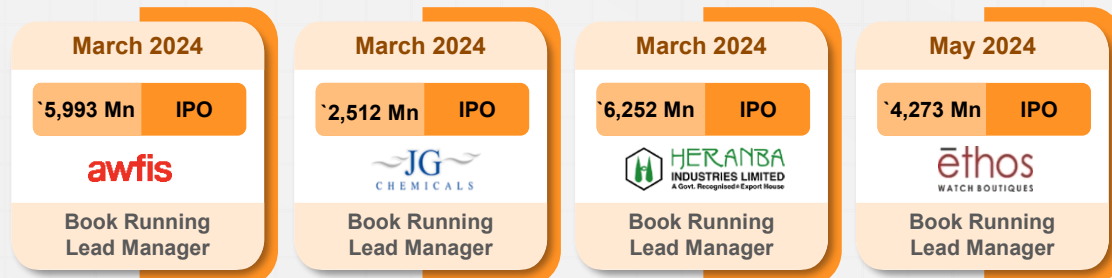 March 2024
`5,993 Mn IPO
awfis
Book Running
Lead Manager
March 2024
`2,512 Mn IPO
JG
CHEMICALS
Book Running
Lead Manager
March 2024
`6,252 Mn IPO
HERANBA
INDUSTRIES LIMITED
A Govt. Recognised Export House
Book Running
Lead Manager
May 2024
`4,273 Mn IPO
ēthos
WATCH BOUTIQUES
Book Running
Lead Manager